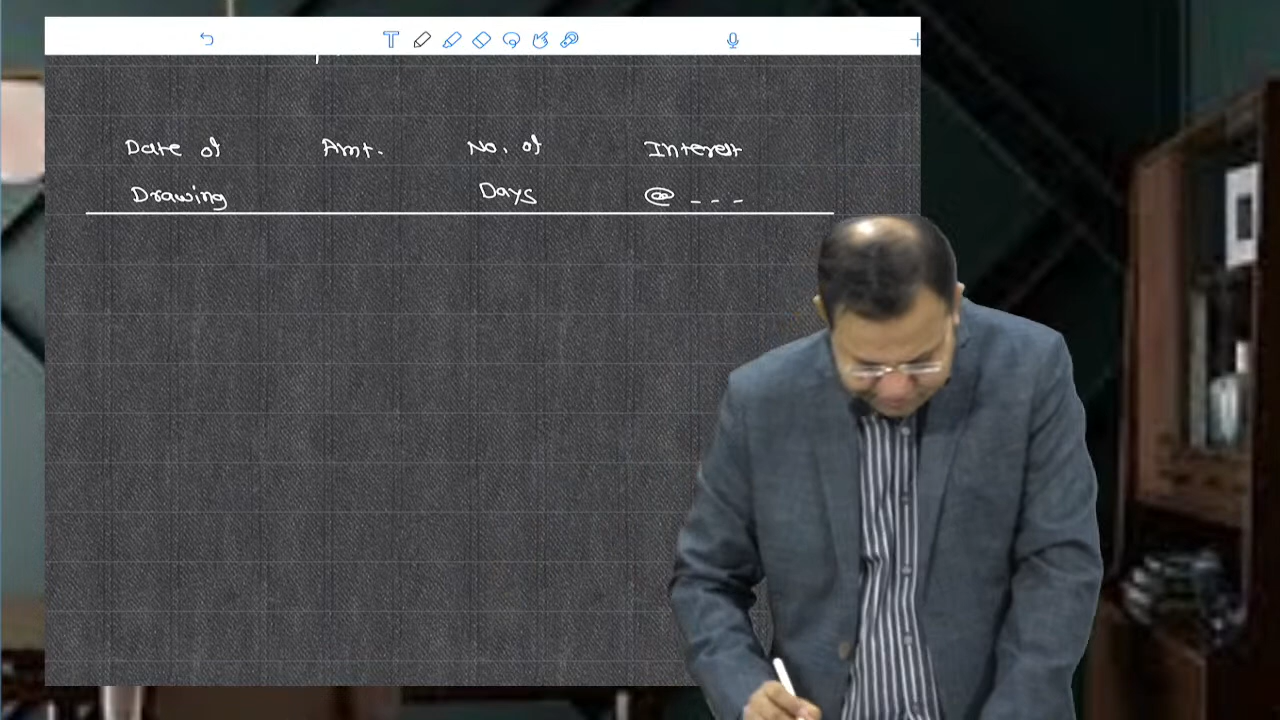 Date of Amt. No. of Interest
Drawing Days @ - - -